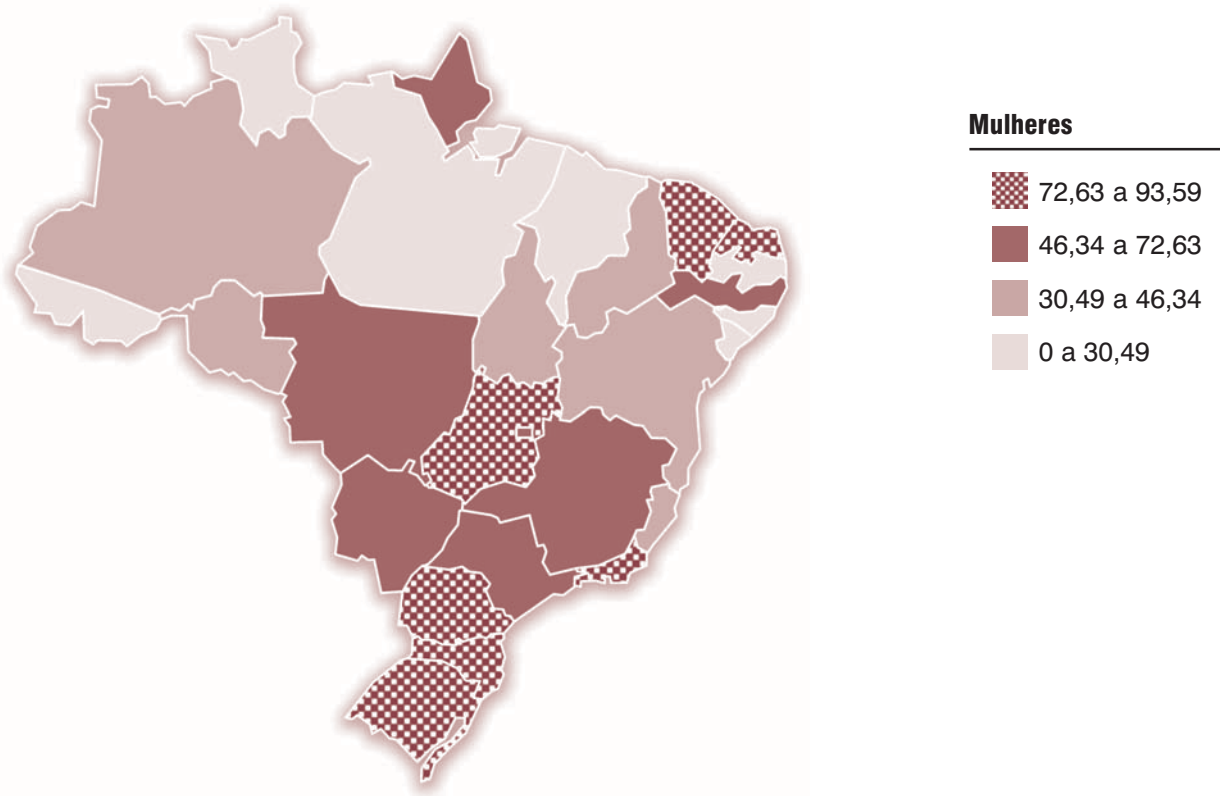 Mulheres
72,63 a 93,59
46,34 a 72,63
30,49 a 46,34
0 a 30,49